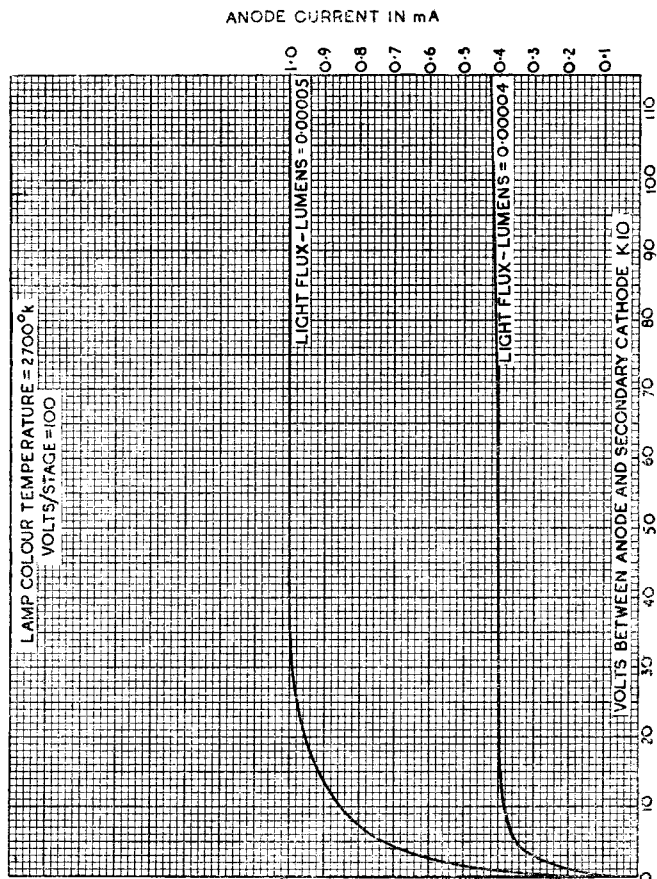 ANODE CURRENT IN mA
1·0 0·9 0·8 0·7 0·6 0·5 0·4 0·3 0·2 0·1
LAMP COLOUR TEMPERATURE = 2700°k
VOLTS/STAGE=100
LIGHT FLUX-LUMENS = 0·00005
LIGHT FLUX-LUMENS = 0·00004
VOLTS BETWEEN ANODE AND SECONDARY CATHODE K10
0 10 20 30 40 50 60 70 80 90 100 110